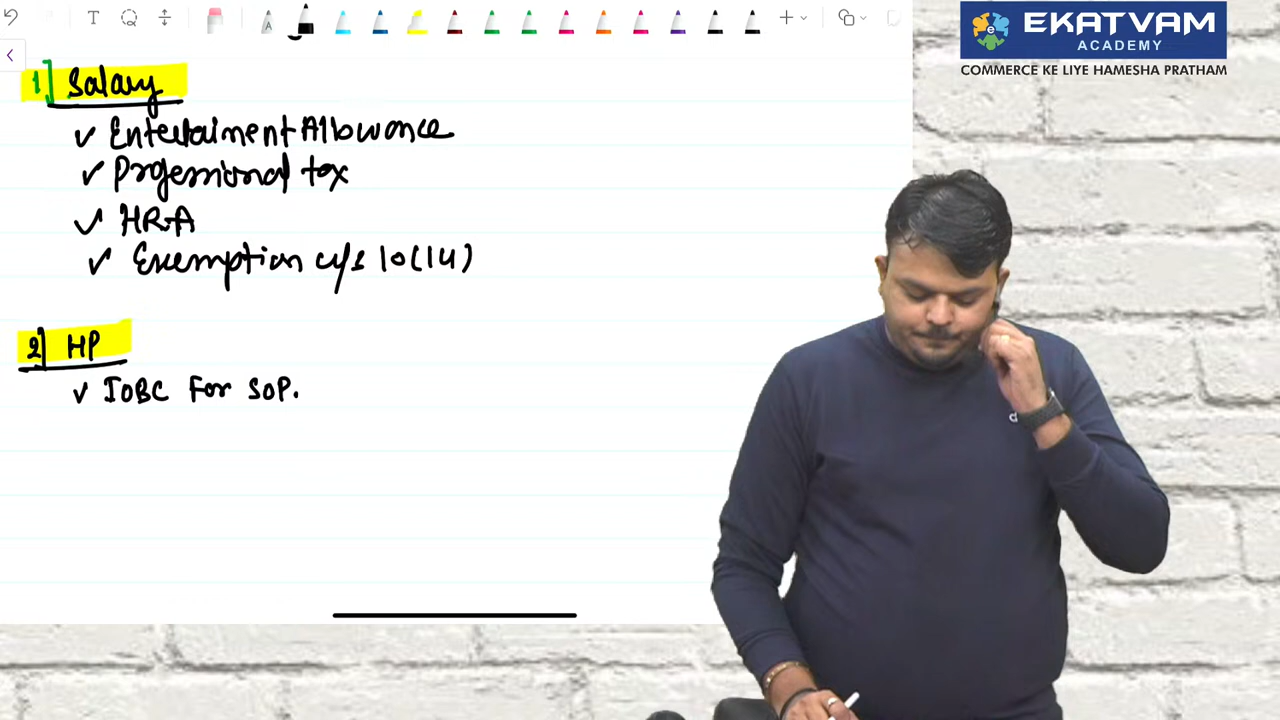 EKATVAM
ACADEMY
COMMERCE KE LIYE HAMESHA PRATHAM
1] Salary
✓ Entertaiment Allowance
✓ Professional tax
✓ HRA
✓ Exemption u/s 10(14)
2] HP
✓ IOBC For SOP.